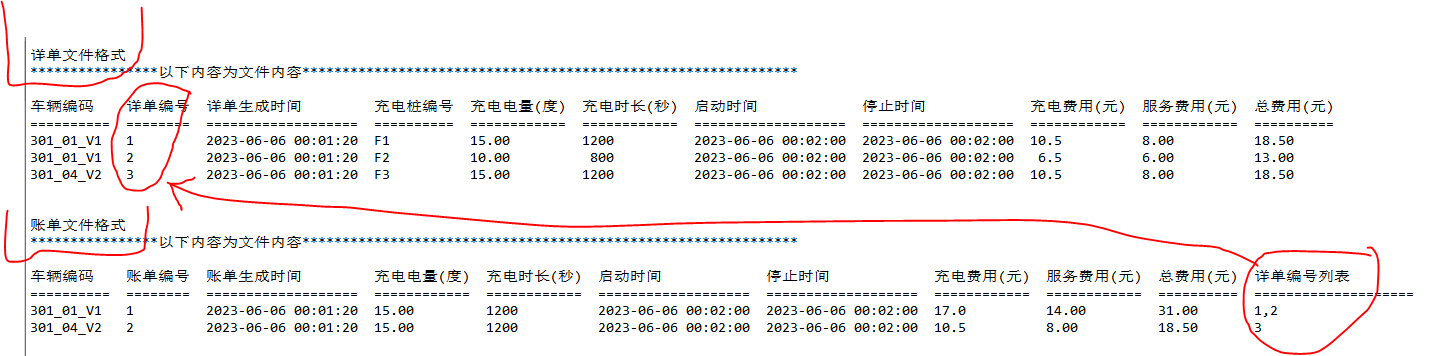 详单文件格式
****************以下内容为文件内容**************************************************************
车辆编码 详单编号 详单生成时间 充电桩编号 充电电量(度) 充电时长(秒) 启动时间 停止时间 充电费用(元) 服务费用(元) 总费用(元)
========== ======== =================== ========== ============ ============ =================== =================== ============ ============ ==========
301_01_V1 1 2023-06-06 00:01:20 F1 15.00 1200 2023-06-06 00:02:00 2023-06-06 00:02:00 10.5 8.00 18.50
301_01_V1 2 2023-06-06 00:01:20 F2 10.00 800 2023-06-06 00:02:00 2023-06-06 00:02:00 6.5 6.00 13.00
301_04_V2 3 2023-06-06 00:01:20 F3 15.00 1200 2023-06-06 00:02:00 2023-06-06 00:02:00 10.5 8.00 18.50
账单文件格式
****************以下内容为文件内容**************************************************************
车辆编码 账单编号 账单生成时间 充电电量(度) 充电时长(秒) 启动时间 停止时间 充电费用(元) 服务费用(元) 总费用(元) 详单编号列表
========== ======== =================== ============ ============ =================== =================== ============ ============ ========== ====================
301_01_V1 1 2023-06-06 00:01:20 15.00 1200 2023-06-06 00:02:00 2023-06-06 00:02:00 17.0 14.00 31.00 1,2
301_04_V2 2 2023-06-06 00:01:20 15.00 1200 2023-06-06 00:02:00 2023-06-06 00:02:00 10.5 8.00 18.50 3